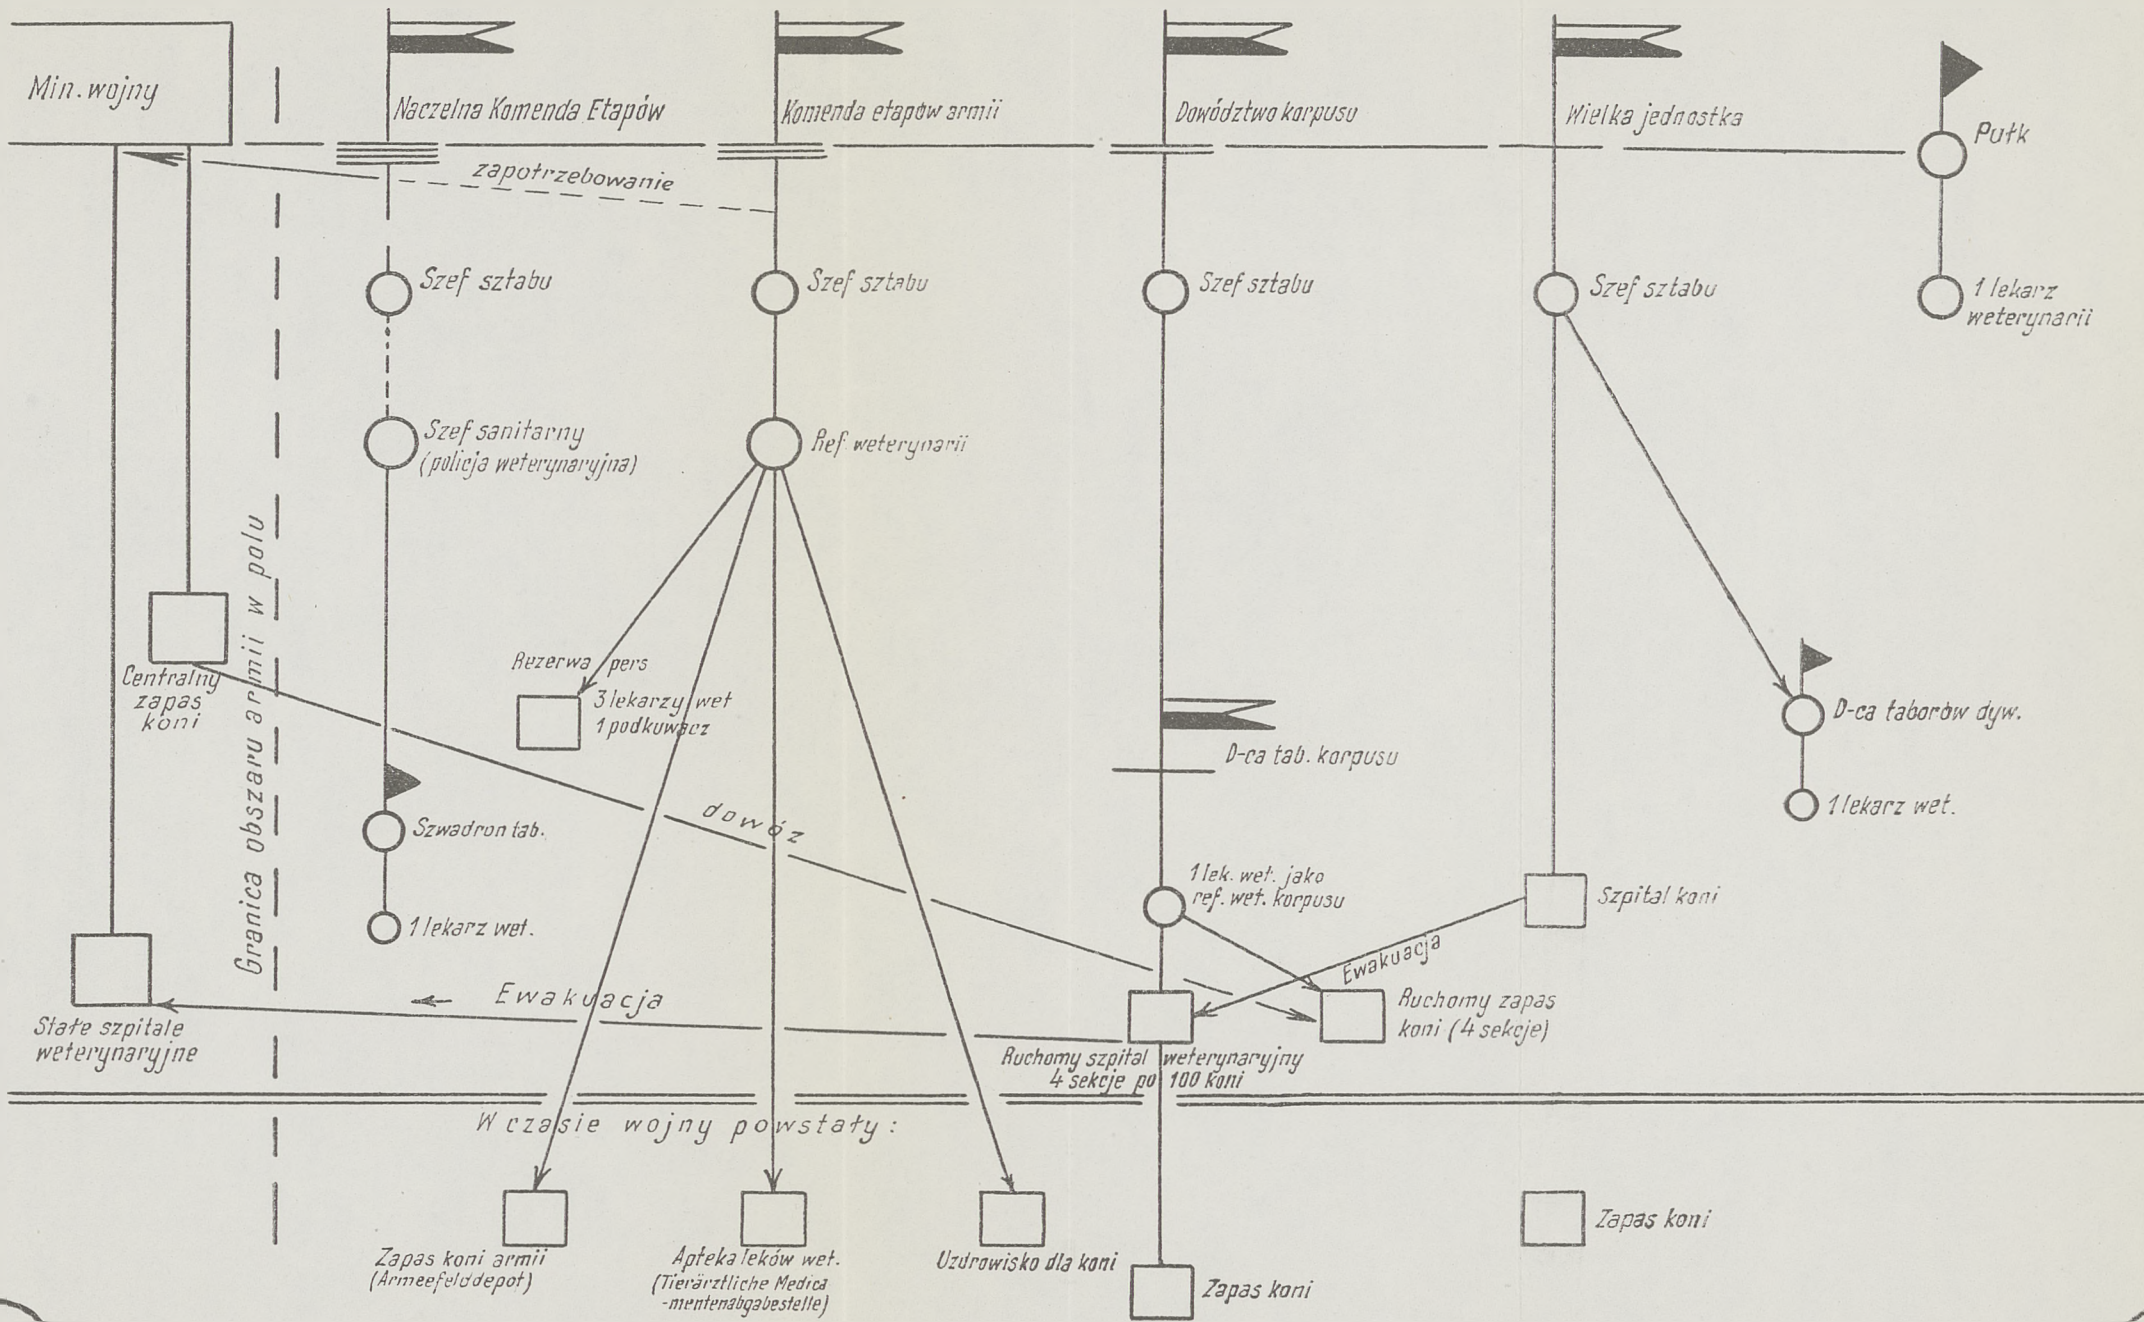 Min. wojny
Naczelna Komenda Etapów
Komenda etapów armii
Dowództwo korpusu
Wielka jednostka
Pułk
zapotrzebowanie
Szef sztabu
Szef sztabu
Szef sztabu
Szef sztabu
1 lekarz
weterynarii
Szef sanitarny
(policja weterynaryjna)
Ref weterynarii
Granica obszaru armii w polu
Centralny
zapas
koni
Rezerwa pers
3 lekarzy wet
1 podkuwacz
D-ca tab. korpusu
D-ca taborów dyw.
Szwadron tab.
dowóz
1 lekarz wet.
1 lek. wet. jako
ref. wet. korpusu
Szpital koni
1 lekarz wet.
Ewakuacja
Ewakuacja
Ruchomy zapas
koni (4 sekcje)
Stałe szpitale
weterynaryjne
Ruchomy szpital weterynaryjny
4 sekcje po 100 koni
W czasie wojny powstały:
Zapas koni armii
(Armeefelddepot)
Apteka leków wet.
(Tierärztliche Medica
-mentenabgabestelle)
Uzdrowisko dla koni
Zapas koni
Zapas koni